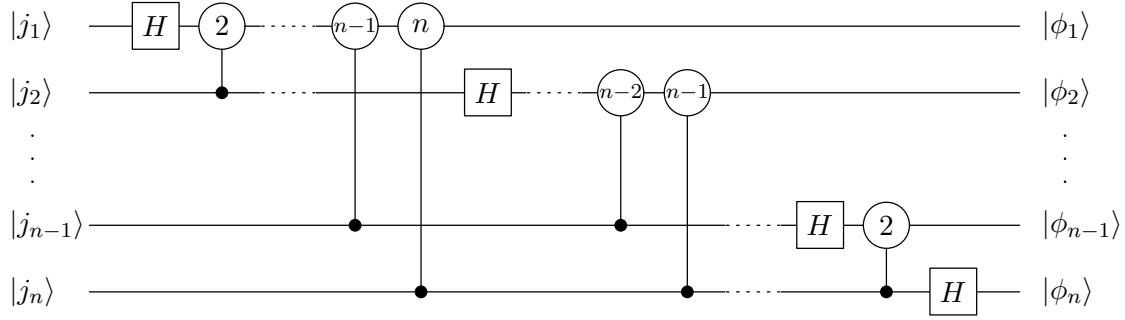 |j₁⟩ H 2 n−1 n |ϕ₁⟩
|j₂⟩ H n−2 n−1 |ϕ₂⟩
. .
. .
. .
|jₙ₋₁⟩ H 2 |ϕₙ₋₁⟩
|jₙ⟩ H |ϕₙ⟩